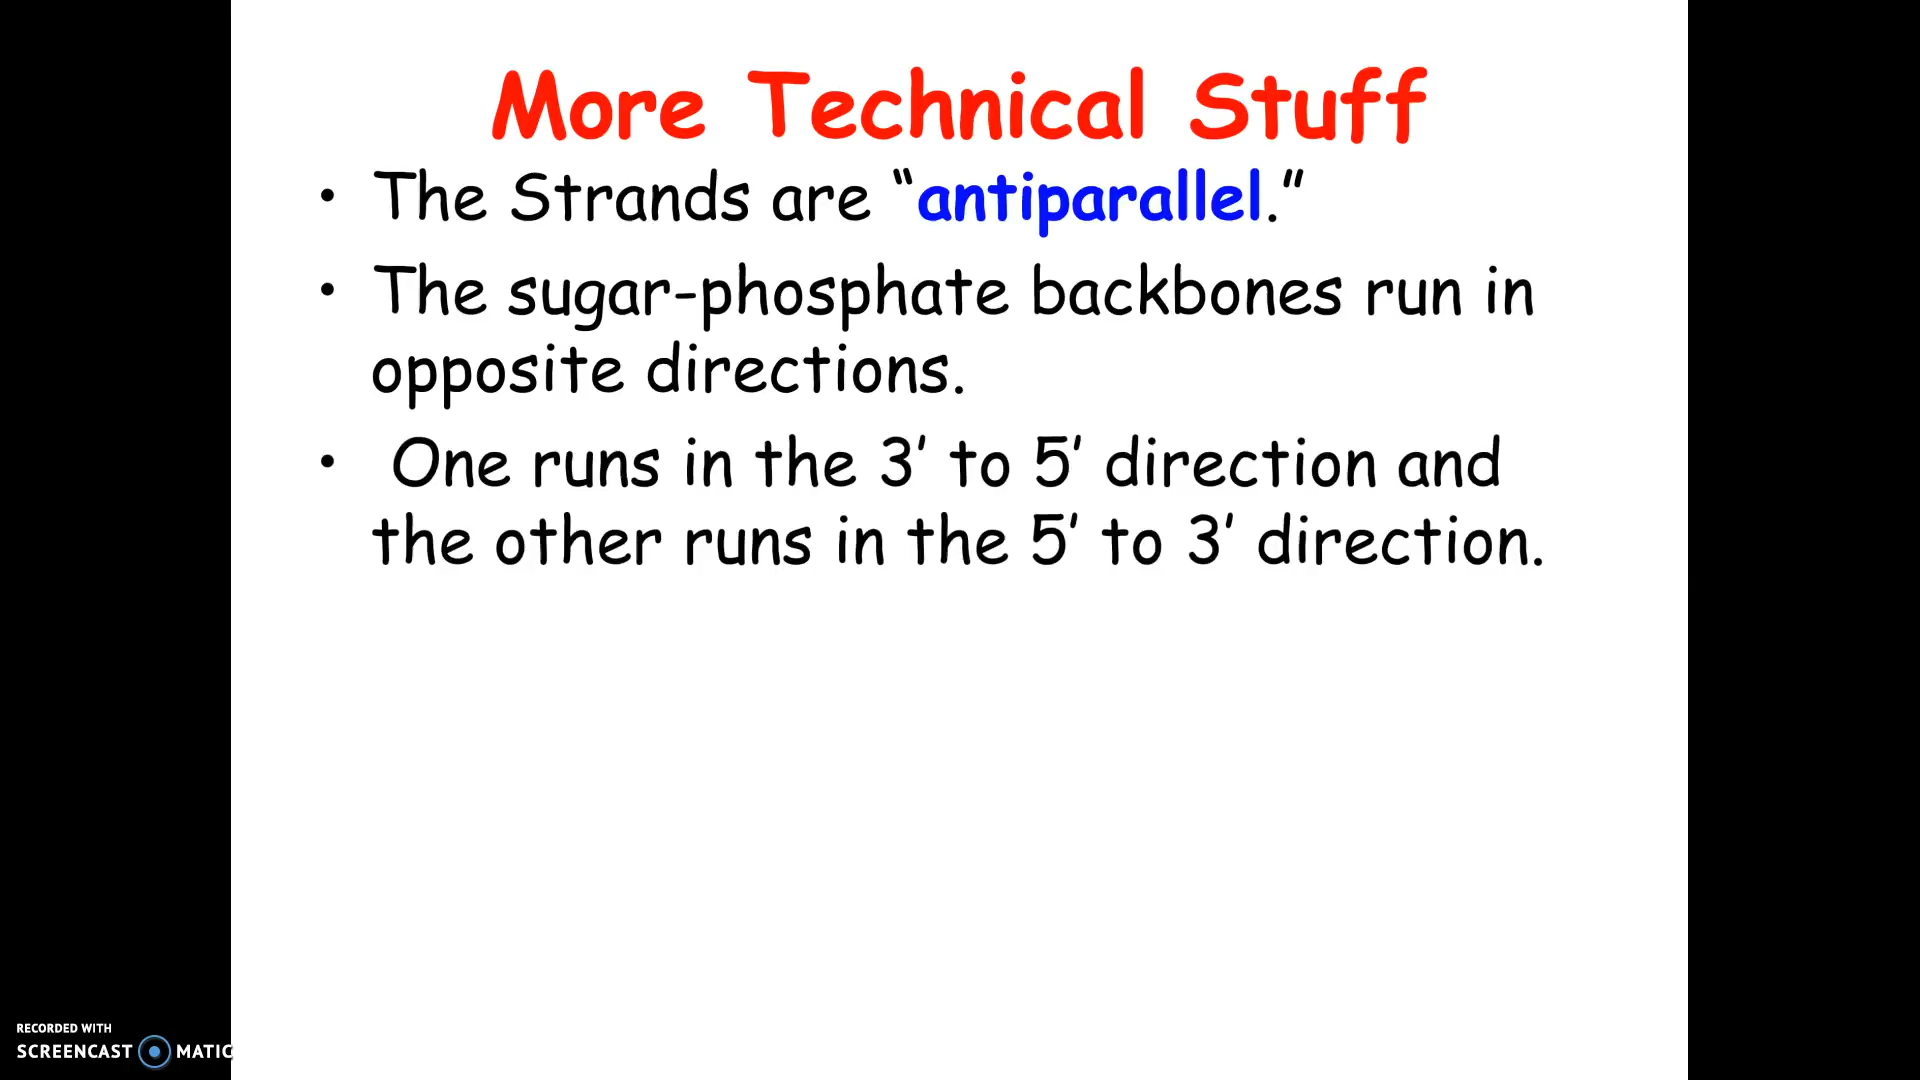 More Technical Stuff
• The Strands are “antiparallel.”
• The sugar-phosphate backbones run in
opposite directions.
• One runs in the 3’ to 5’ direction and
the other runs in the 5’ to 3’ direction.
RECORDED WITH
SCREENCAST MATIC